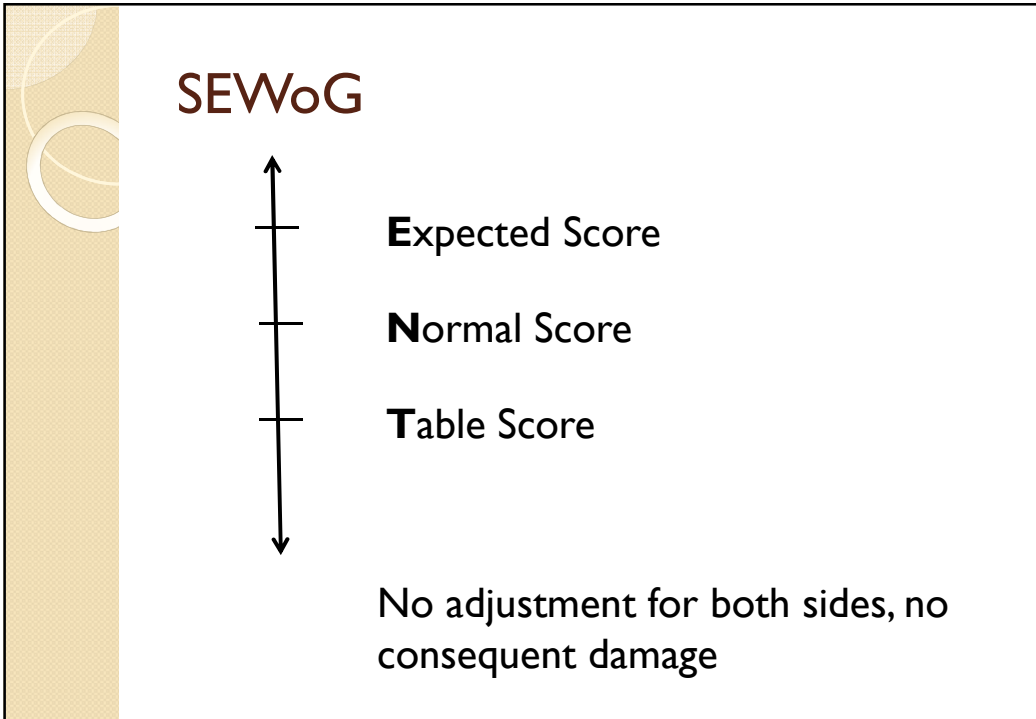 SEWoG
Expected Score
Normal Score
Table Score
No adjustment for both sides, no
consequent damage